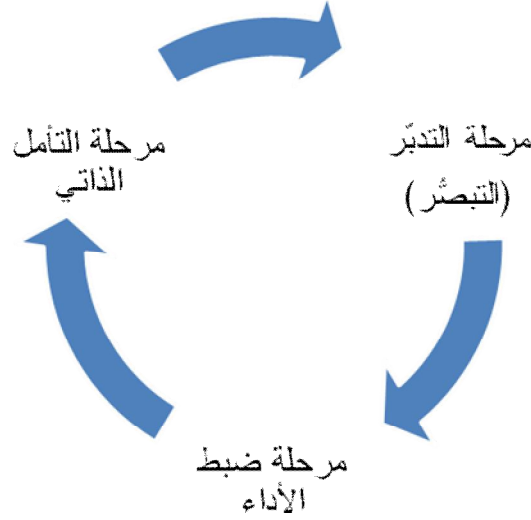 مرحلة التدبّر
(التبصُّر)
مرحلة ضبط
الأداء
مرحلة التأمل
الذاتي